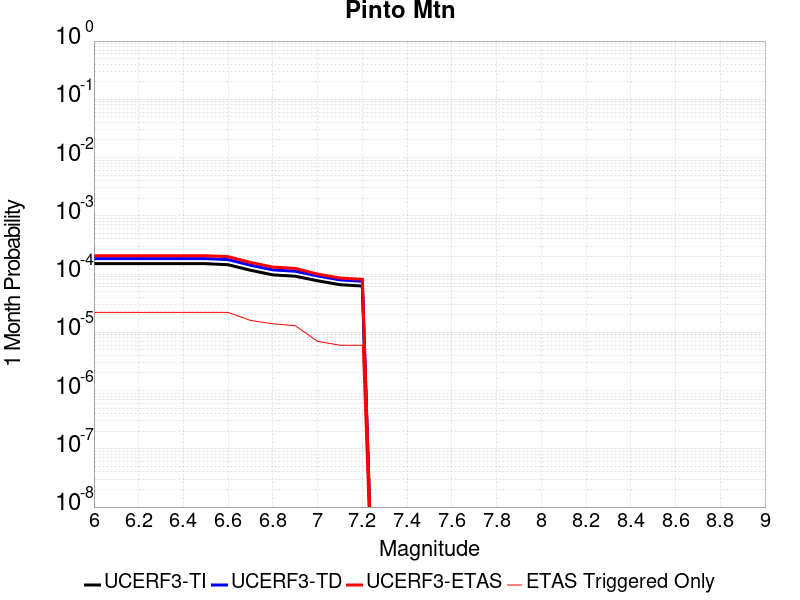 Pinto Mtn
10^0
10^-1
10^-2
10^-3
10^-4
10^-5
10^-6
10^-7
10^-8
1 Month Probability
6 6.2 6.4 6.6 6.8 7 7.2 7.4 7.6 7.8 8 8.2 8.4 8.6 8.8 9
Magnitude
UCERF3-TI UCERF3-TD UCERF3-ETAS ETAS Triggered Only